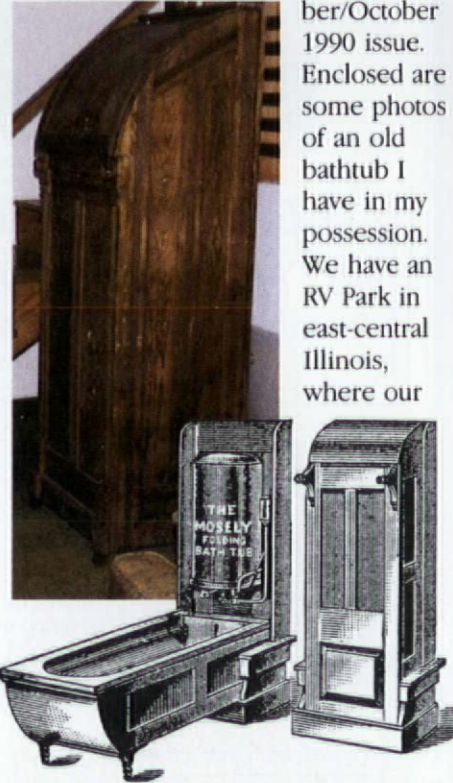 ber/October
1990 issue.
Enclosed are
some photos
of an old
bathtub I
have in my
possession.
We have an
RV Park in
east-central
Illinois,
where our
THE
MOSELY
FOLDING
BATH TUB